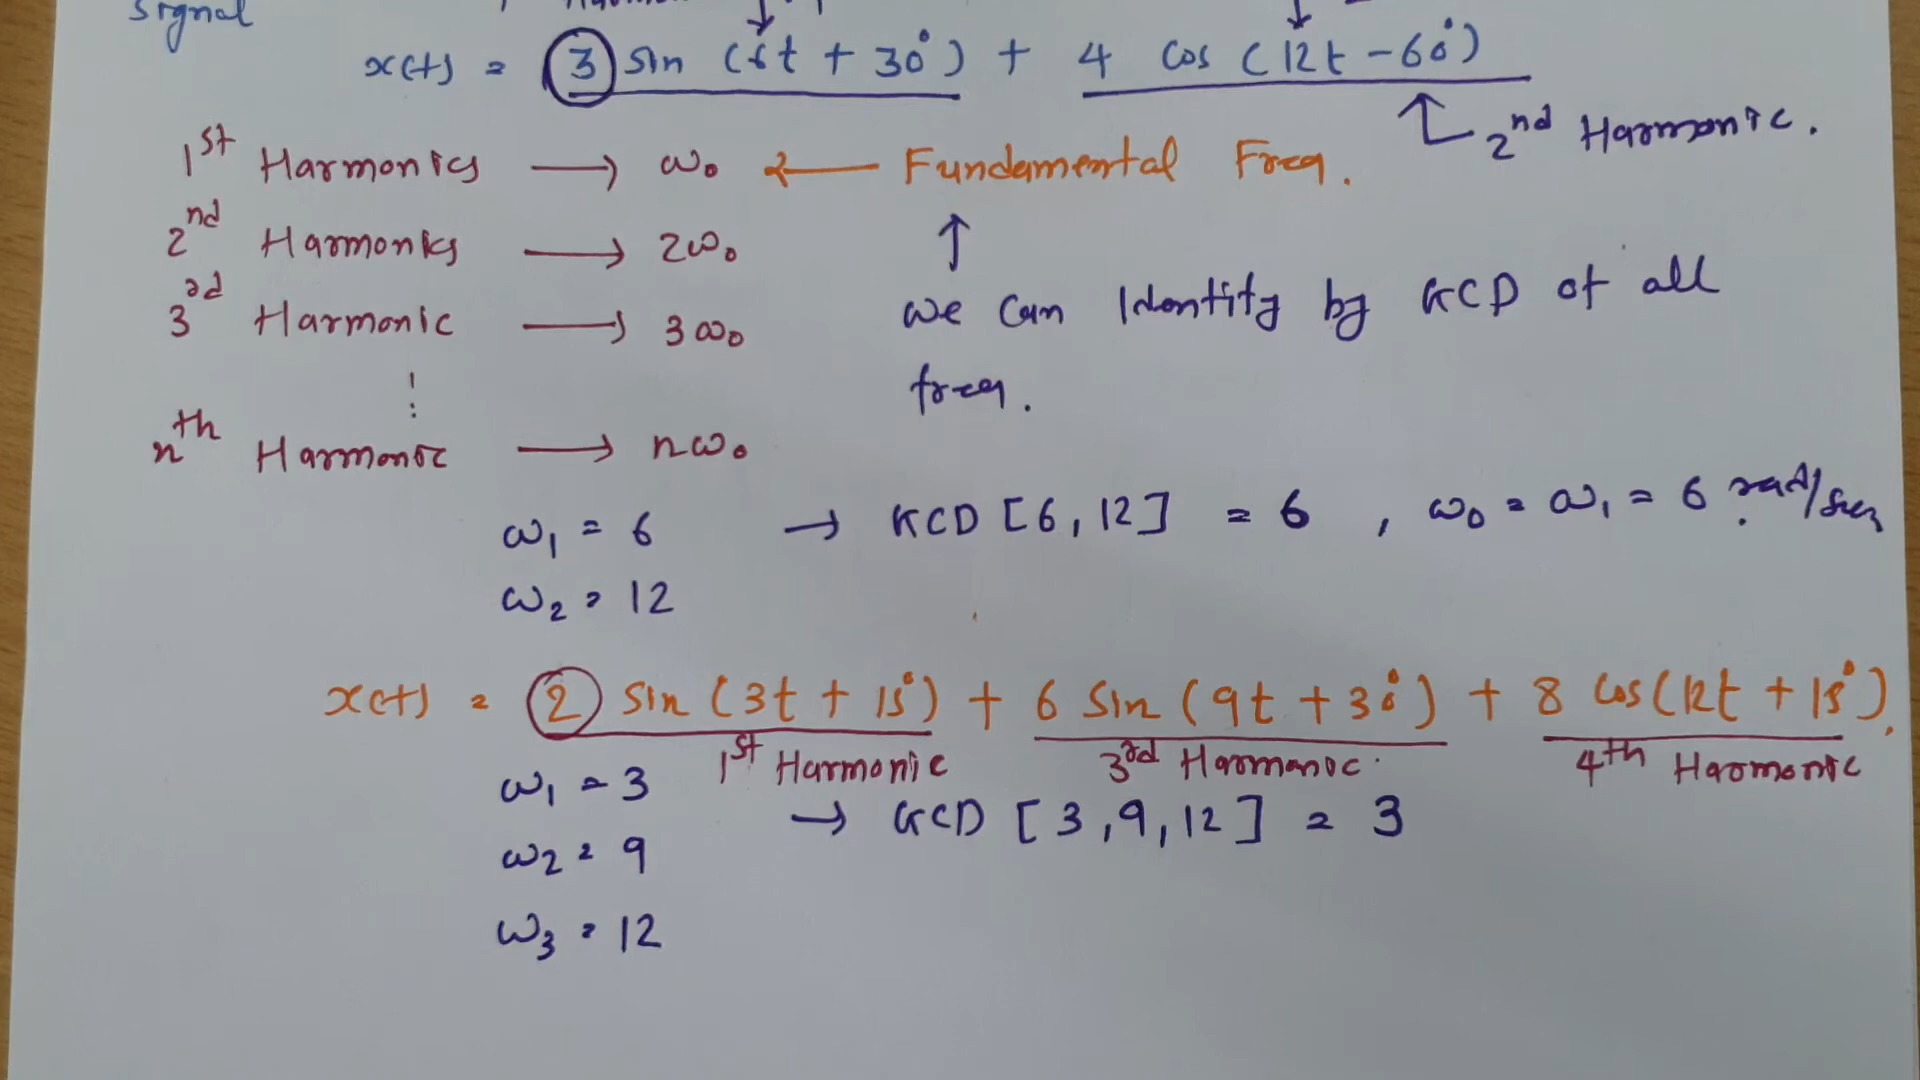 Signal
x(t) = 3 sin (6t + 30°) + 4 cos (12t - 60°)
2nd Harmonic.
1st Harmonics → ω₀ ← Fundamental Freq.
2nd Harmonics → 2ω₀
↑
3rd Harmonic → 3ω₀
we can Identify by GCD of all
freq.
nth Harmonic → nω₀
ω₁ = 6 → GCD [6, 12] = 6 , ω₀ = ω₁ = 6 rad/sec
ω₂ = 12
x(t) = 2 sin (3t + 15°) + 6 sin (9t + 30°) + 8 cos (12t + 15°).
1st Harmonic 3rd Harmonic. 4th Harmonic
ω₁ = 3 → GCD [3, 9, 12] = 3
ω₂ = 9
ω₃ = 12